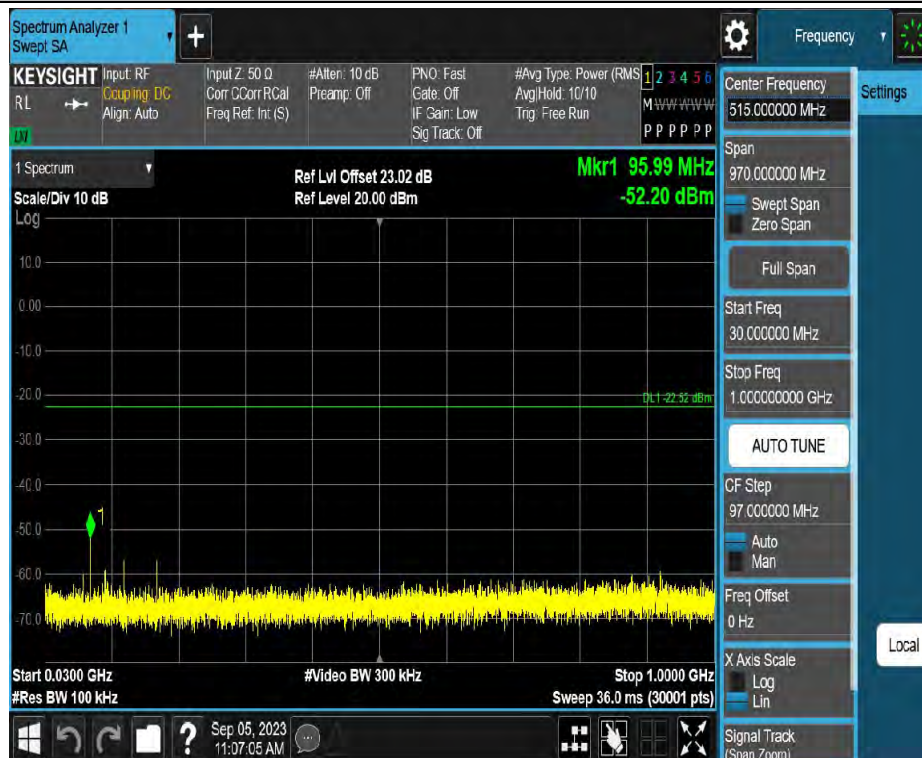 Spectrum Analyzer 1
Swept SA
+
Frequency
KEYSIGHT
RL
LXI
Input: RF
Coupling: DC
Align: Auto
Input Z: 50 Ω
Corr CCorr RCal
Freq Ref: Int (S)
#Atten: 10 dB
Preamp: Off
PNO: Fast
Gate: Off
IF Gain: Low
Sig Track: Off
#Avg Type: Power (RMS
Avg|Hold: 10/10
Trig: Free Run
1 2 3 4 5 6
M W W W W W
P P P P P P
1 Spectrum
Scale/Div 10 dB
Ref Lvl Offset 23.02 dB
Ref Level 20.00 dBm
Mkr1 95.99 MHz
-52.20 dBm
Log
10.0
0.00
-10.0
-20.0
DL1 -22.52 dBm
-30.0
-40.0
1
-50.0
-60.0
-70.0
Start 0.0300 GHz
#Res BW 100 kHz
#Video BW 300 kHz
Stop 1.0000 GHz
Sweep 36.0 ms (30001 pts)
?
Sep 05, 2023
11:07:05 AM
Center Frequency
515.000000 MHz
Span
970.000000 MHz
Swept Span
Zero Span
Full Span
Start Freq
30.000000 MHz
Stop Freq
1.000000000 GHz
AUTO TUNE
CF Step
97.000000 MHz
Auto
Man
Freq Offset
0 Hz
X Axis Scale
Log
Lin
Signal Track
(Span Zoom)
Settings
Local